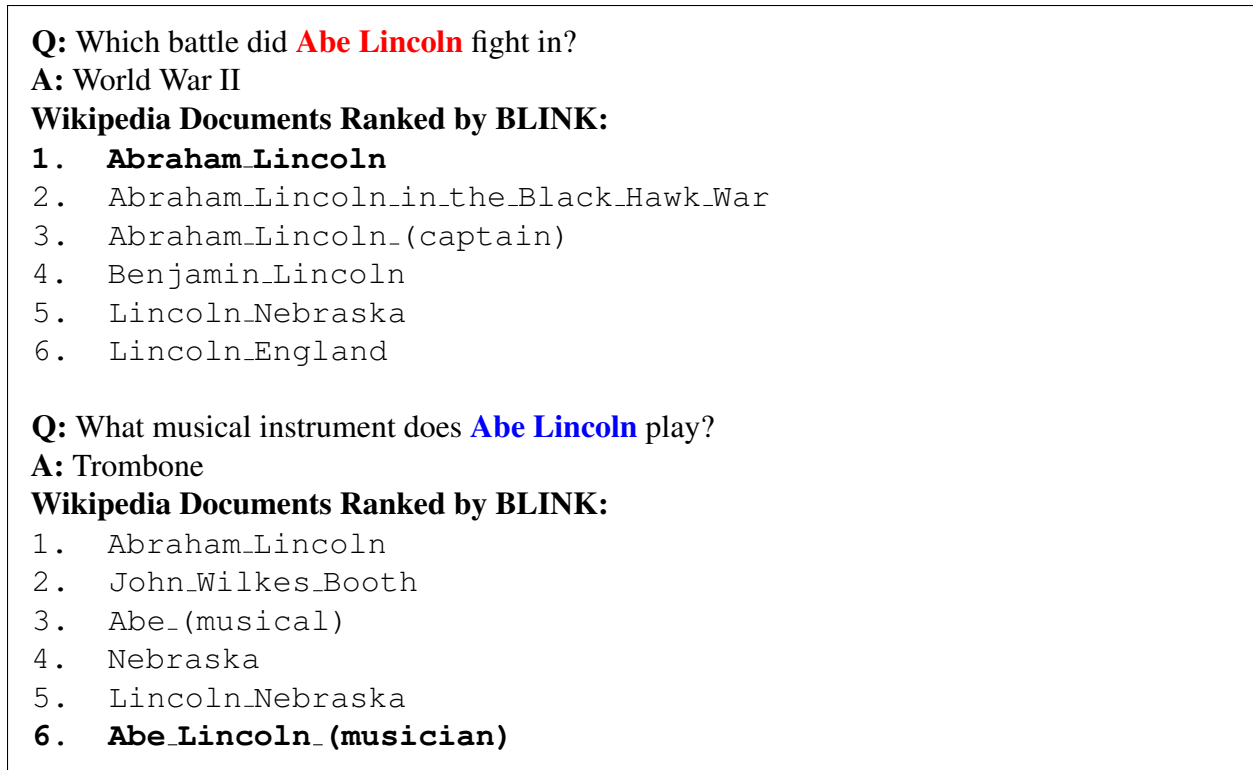 Q: Which battle did Abe Lincoln fight in?
A: World War II
Wikipedia Documents Ranked by BLINK:
1. Abraham_Lincoln
2. Abraham_Lincoln_in_the_Black_Hawk_War
3. Abraham_Lincoln_(captain)
4. Benjamin_Lincoln
5. Lincoln_Nebraska
6. Lincoln_England
Q: What musical instrument does Abe Lincoln play?
A: Trombone
Wikipedia Documents Ranked by BLINK:
1. Abraham_Lincoln
2. John_Wilkes_Booth
3. Abe_(musical)
4. Nebraska
5. Lincoln_Nebraska
6. Abe_Lincoln_(musician)